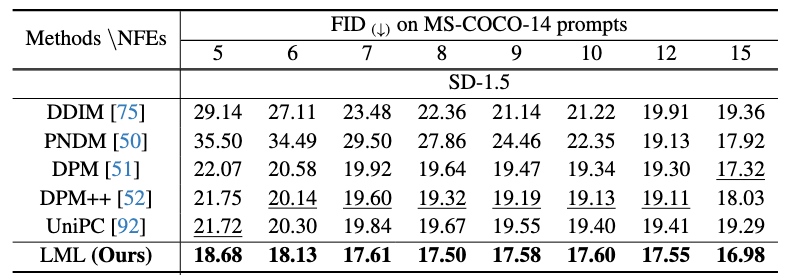 Methods \NFEs FID (↓) on MS-COCO-14 prompts
5 6 7 8 9 10 12 15
SD-1.5
DDIM [75] 29.14 27.11 23.48 22.36 21.14 21.22 19.91 19.36
PNDM [50] 35.50 34.49 29.50 27.86 24.46 22.35 19.13 17.92
DPM [51] 22.07 20.58 19.92 19.64 19.47 19.34 19.30 17.32
DPM++ [52] 21.75 20.14 19.60 19.32 19.19 19.13 19.11 18.03
UniPC [92] 21.72 20.30 19.84 19.67 19.55 19.40 19.41 19.29
LML (Ours) 18.68 18.13 17.61 17.50 17.58 17.60 17.55 16.98